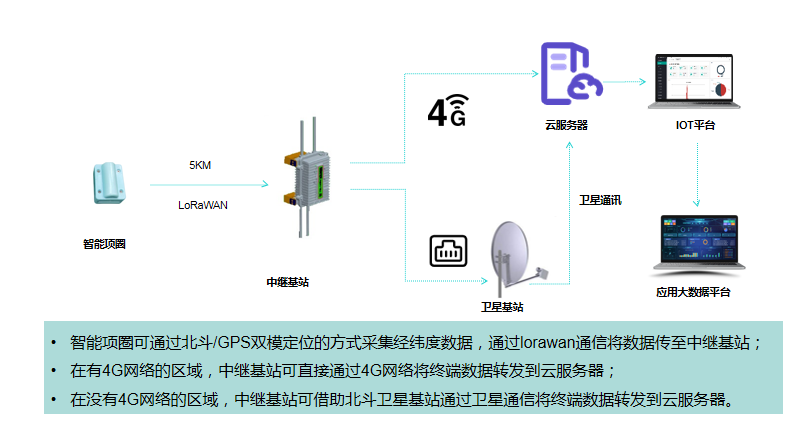 4G
云服务器
IOT平台
5KM
LoRaWAN
智能项圈
中继基站
卫星通讯
卫星基站
应用大数据平台
• 智能项圈可通过北斗/GPS双模定位的方式采集经纬度数据，通过lorawan通信将数据传至中继基站；
• 在有4G网络的区域，中继基站可直接通过4G网络将终端数据转发到云服务器；
• 在没有4G网络的区域，中继基站可借助北斗卫星基站通过卫星通信将终端数据转发到云服务器。